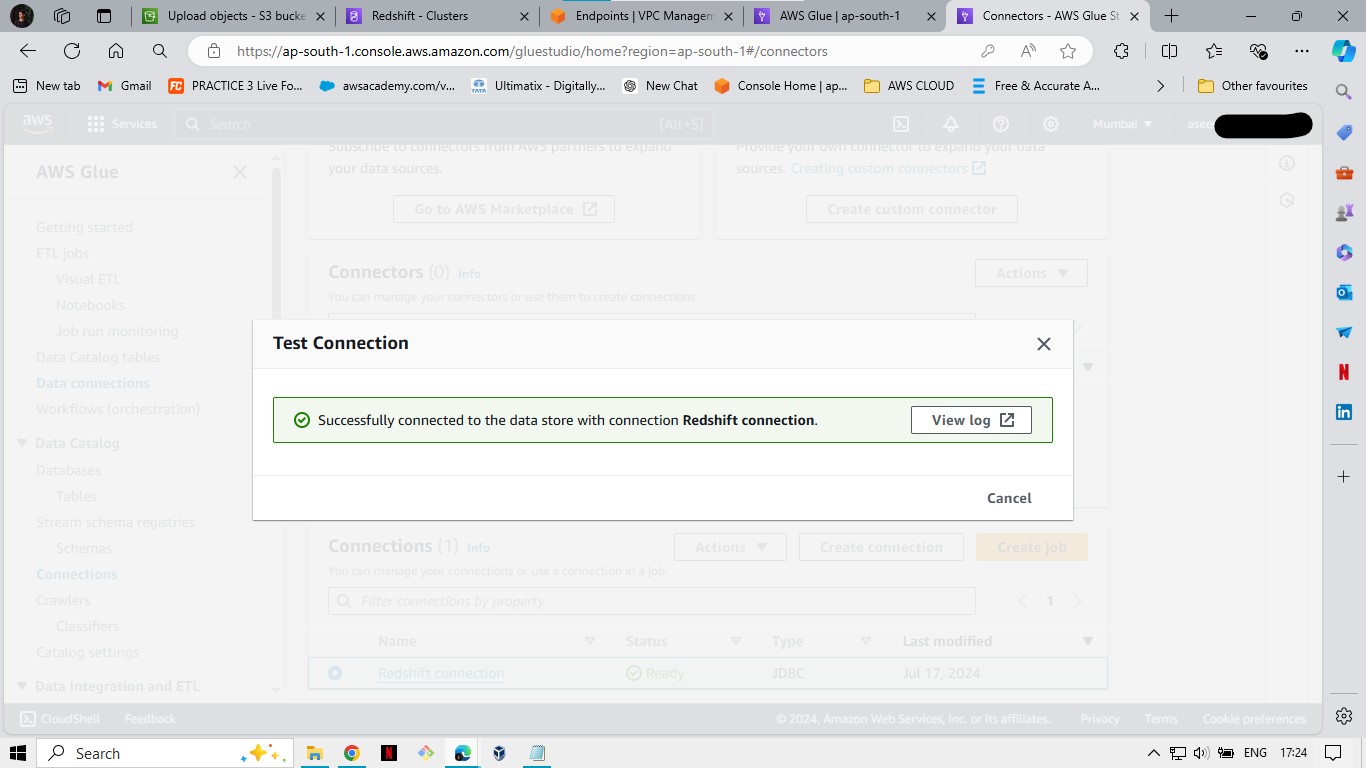 Upload objects - S3 bucke
Redshift - Clusters
Endpoints | VPC Managem
AWS Glue | ap-south-1
Connectors - AWS Glue St
https://ap-south-1.console.aws.amazon.com/gluestudio/home?region=ap-south-1#/connectors
New tab
Gmail
PRACTICE 3 Live Fo...
awsacademy.com/v...
Ultimatix - Digitally...
New Chat
Console Home | ap...
AWS CLOUD
Free & Accurate A...
Other favourites
aws
Services
Search
[Alt+S]
Mumbai
asee
AWS Glue
Getting started
ETL jobs
Visual ETL
Notebooks
Job run monitoring
Data Catalog tables
Data connections
Workflows (orchestration)
Data Catalog
Databases
Tables
Stream schema registries
Schemas
Connections
Crawlers
Classifiers
Catalog settings
Data Integration and ETL
Subscribe to connectors from AWS partners to expand
your data sources.
Go to AWS Marketplace
Provide your own connector to expand your data
sources. Creating custom connectors
Create custom connector
Connectors (0) Info
Actions
You can manage your connectors or use them to create connections.
Test Connection
Successfully connected to the data store with connection Redshift connection.
View log
Cancel
Connections (1) Info
Actions
Create connection
Create job
You can manage your connections or use a connection in a job.
Filter connections by property
1
Name Status Type Last modified
Redshift connection Ready JDBC Jul 17, 2024
CloudShell
Feedback
© 2024, Amazon Web Services, Inc. or its affiliates.
Privacy
Terms
Cookie preferences
Search
ENG
17:24